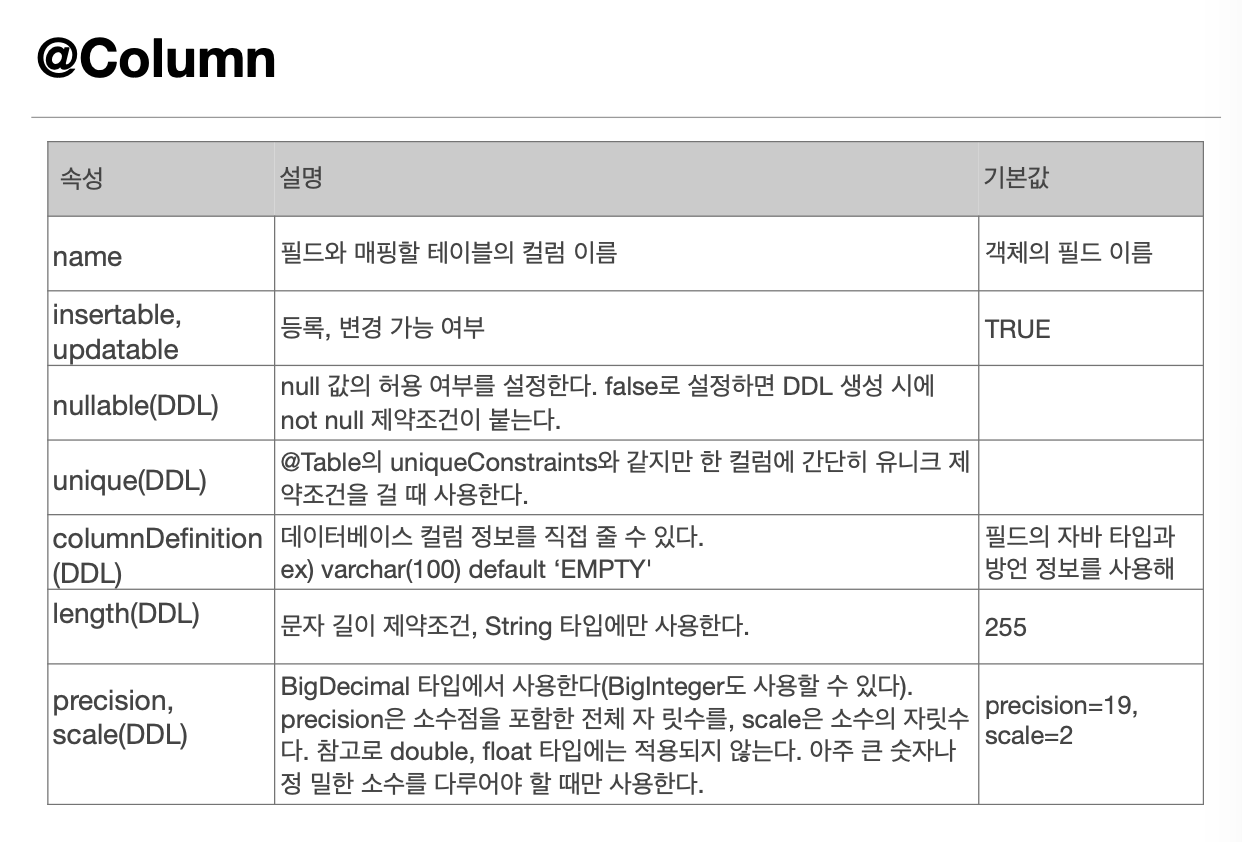 @Column
속성 설명 기본값
name 필드와 매핑할 테이블의 컬럼 이름 객체의 필드 이름
insertable,
updatable
등록, 변경 가능 여부 TRUE
nullable(DDL)
null 값의 허용 여부를 설정한다. false로 설정하면 DDL 생성 시에
not null 제약조건이 붙는다.
unique(DDL)
@Table의 uniqueConstraints와 같지만 한 컬럼에 간단히 유니크 제
약조건을 걸 때 사용한다.
columnDefinition
(DDL)
데이터베이스 컬럼 정보를 직접 줄 수 있다.
ex) varchar(100) default ‘EMPTY'
필드의 자바 타입과
방언 정보를 사용해
length(DDL)
문자 길이 제약조건, String 타입에만 사용한다. 255
precision,
scale(DDL)
BigDecimal 타입에서 사용한다(BigInteger도 사용할 수 있다).
precision은 소수점을 포함한 전체 자 릿수를, scale은 소수의 자릿수
다. 참고로 double, float 타입에는 적용되지 않는다. 아주 큰 숫자나
정 밀한 소수를 다루어야 할 때만 사용한다.
precision=19,
scale=2